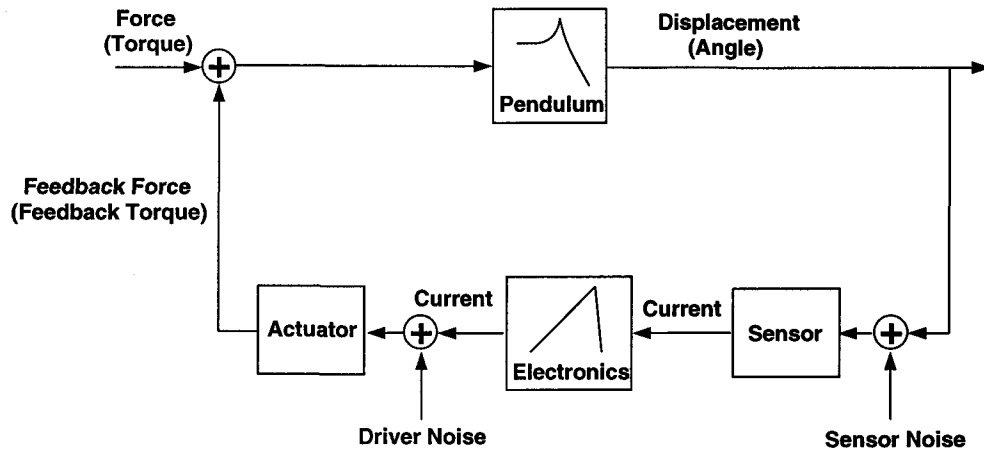 Force
(Torque)
Displacement
(Angle)
Pendulum
Feedback Force
(Feedback Torque)
Actuator
Current
Electronics
Current
Sensor
Driver Noise
Sensor Noise